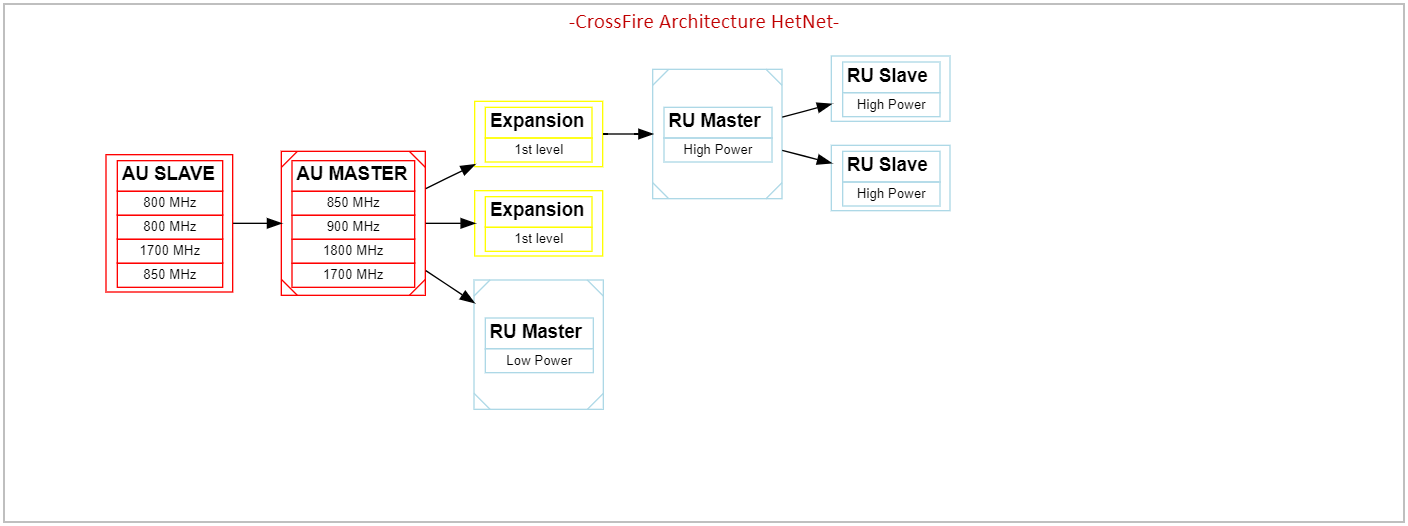 -CrossFire Architecture HetNet-
AU SLAVE
800 MHz
800 MHz
1700 MHz
850 MHz
AU MASTER
850 MHz
900 MHz
1800 MHz
1700 MHz
Expansion
1st level
Expansion
1st level
RU Master
Low Power
RU Master
High Power
RU Slave
High Power
RU Slave
High Power